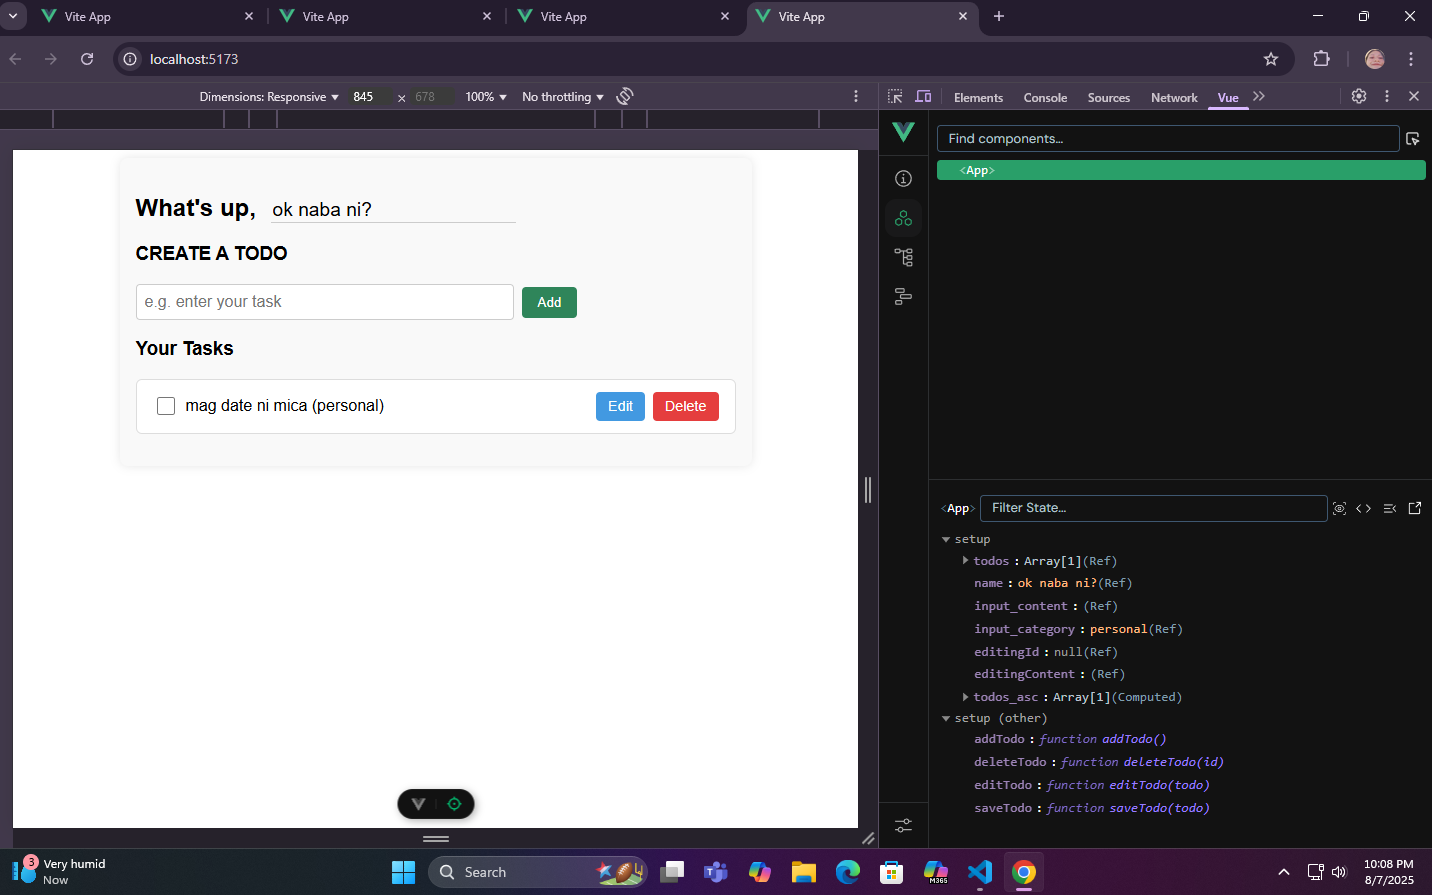 Vite App
Vite App
Vite App
Vite App
localhost:5173
Dimensions: Responsive 845 x 678 100% No throttling
Elements Console Sources Network Vue
Find components...
<App>
What's up, ok naba ni?
CREATE A TODO
e.g. enter your task
Add
Your Tasks
mag date ni mica (personal)
Edit
Delete
<App> Filter State...
setup
todos : Array[1](Ref)
name : ok naba ni?(Ref)
input_content : (Ref)
input_category : personal(Ref)
editingId : null(Ref)
editingContent : (Ref)
todos_asc : Array[1](Computed)
setup (other)
addTodo : function addTodo()
deleteTodo : function deleteTodo(id)
editTodo : function editTodo(todo)
saveTodo : function saveTodo(todo)
3
Very humid
Now
Search
M365
10:08 PM
8/7/2025